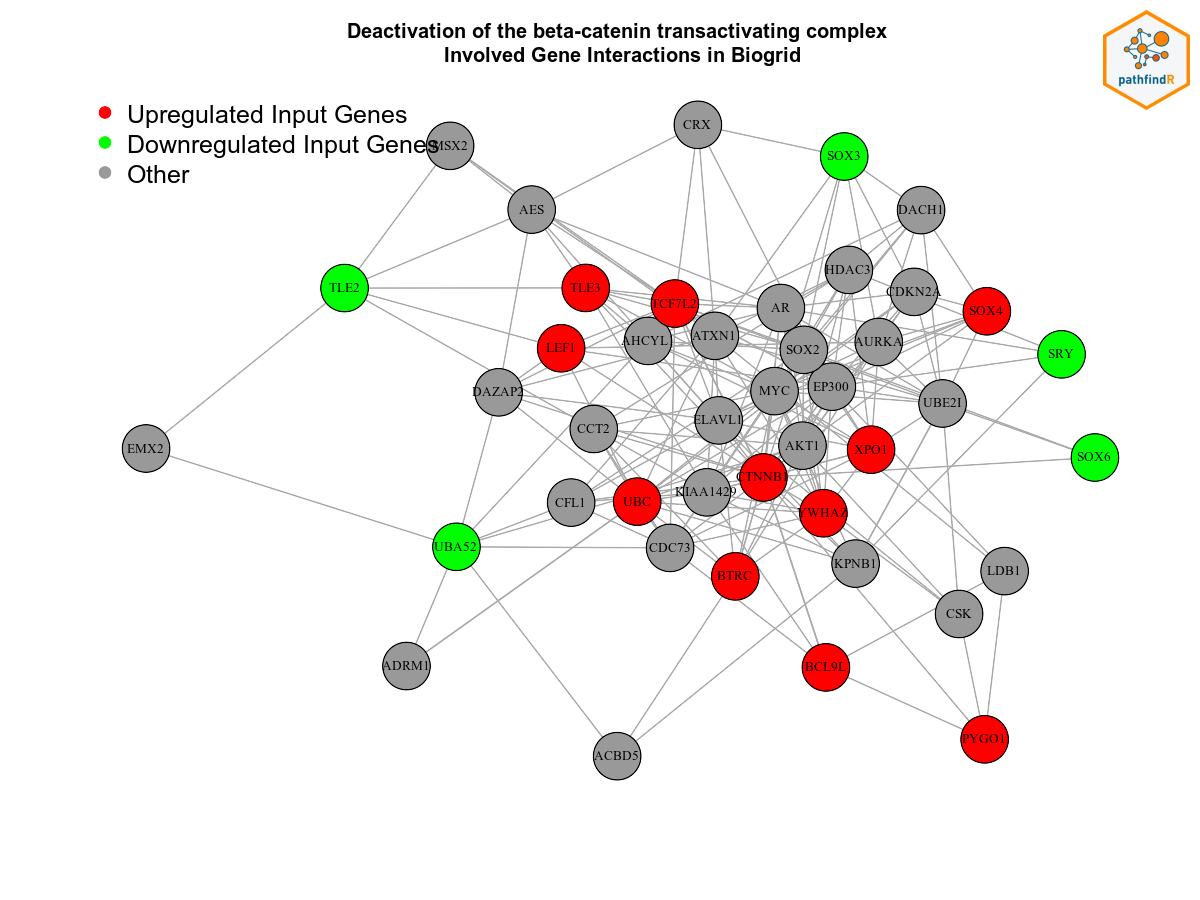 Deactivation of the beta-catenin transactivating complex
Involved Gene Interactions in Biogrid
pathfindR
Upregulated Input Genes
Downregulated Input Genes
Other
MSX2
CRX
SOX3
AES
DACH1
HDAC3
TLE2
TLE3
TCF7L2
CDKN2A
AR
SOX4
LEF1
AHCYL
ATXN1
SOX2
AURKA
SRY
DAZAP2
MYC
EP300
UBE2I
ELAVL1
CCT2
EMX2
AKT1
XPO1
SOX6
CTNNB1
KIAA1429
CFL1
UBC
YWHAZ
UBA52
CDC73
BTRC
KPNB1
LDB1
CSK
ADRM1
BCL9L
PYGO1
ACBD5